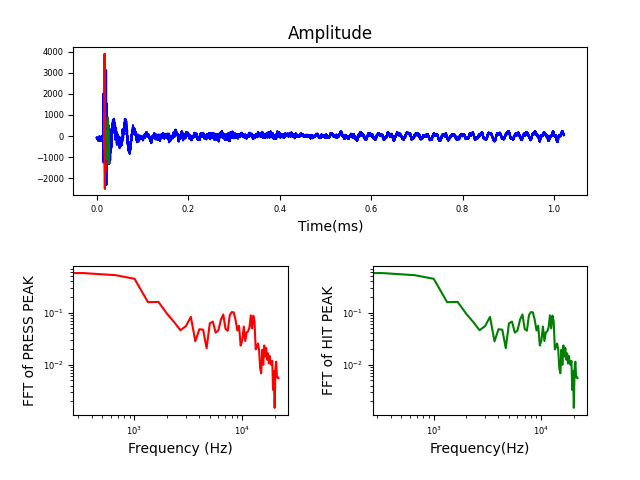 Amplitude
4000
3000
2000
1000
0
−1000
−2000
0.0 0.2 0.4 0.6 0.8 1.0
Time(ms)
FFT of PRESS PEAK
10⁻¹
10⁻²
10³ 10⁴
Frequency (Hz)
FFT of HIT PEAK
10⁻¹
10⁻²
10³ 10⁴
Frequency(Hz)